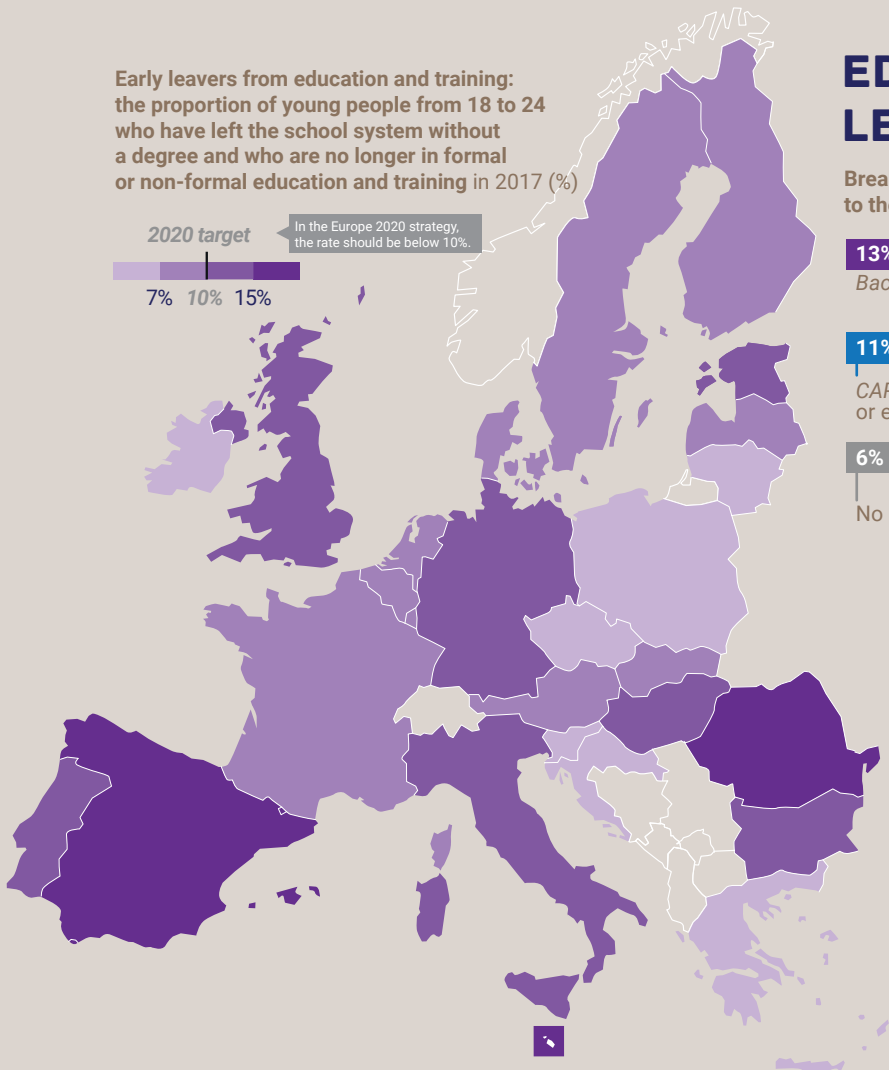 Early leavers from education and training:
the proportion of young people from 18 to 24
who have left the school system without
a degree and who are no longer in formal
or non-formal education and training in 2017 (%)
2020 target
In the Europe 2020 strategy,
the rate should be below 10%.
7% 10% 15%
ED
LE
Brea
to the
13%
Bac
11%
CAP
or e
6%
No